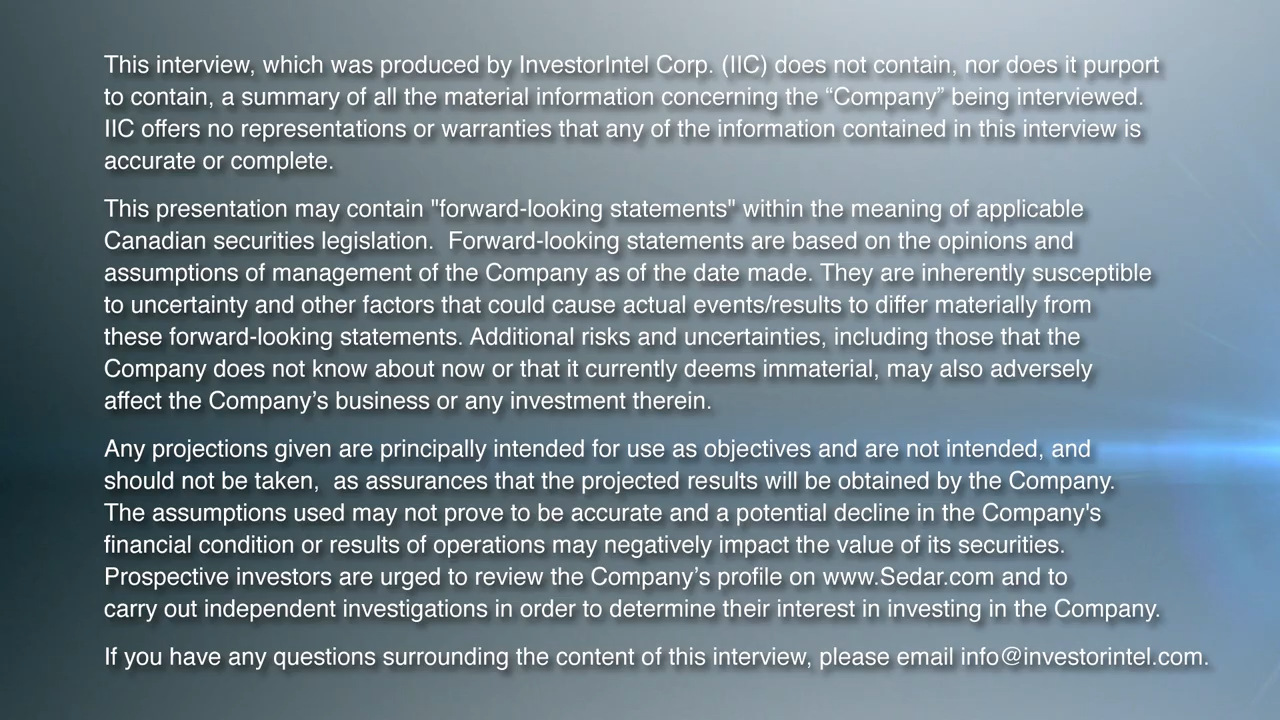 This interview, which was produced by InvestorIntel Corp. (IIC) does not contain, nor does it purport
to contain, a summary of all the material information concerning the “Company” being interviewed.
IIC offers no representations or warranties that any of the information contained in this interview is
accurate or complete.
This presentation may contain "forward-looking statements" within the meaning of applicable
Canadian securities legislation.  Forward-looking statements are based on the opinions and
assumptions of management of the Company as of the date made. They are inherently susceptible
to uncertainty and other factors that could cause actual events/results to differ materially from
these forward-looking statements. Additional risks and uncertainties, including those that the
Company does not know about now or that it currently deems immaterial, may also adversely
affect the Company’s business or any investment therein.
Any projections given are principally intended for use as objectives and are not intended, and
should not be taken,  as assurances that the projected results will be obtained by the Company.
The assumptions used may not prove to be accurate and a potential decline in the Company's
financial condition or results of operations may negatively impact the value of its securities.
Prospective investors are urged to review the Company’s profile on www.Sedar.com and to
carry out independent investigations in order to determine their interest in investing in the Company.
If you have any questions surrounding the content of this interview, please email info@investorintel.com.